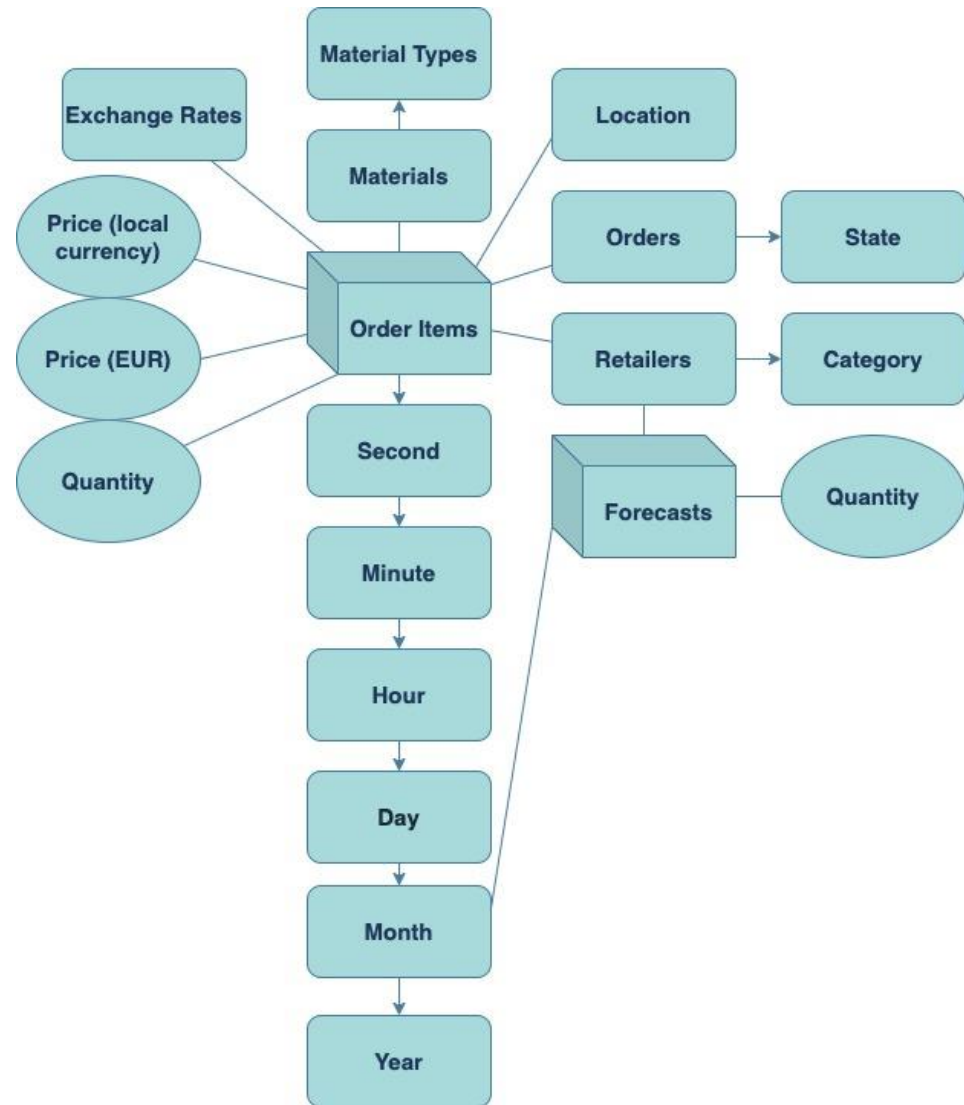 Material Types
Exchange Rates
Location
Materials
Price (local
currency)
Orders
State
Order Items
Price (EUR)
Retailers
Category
Second
Quantity
Forecasts
Quantity
Minute
Hour
Day
Month
Year